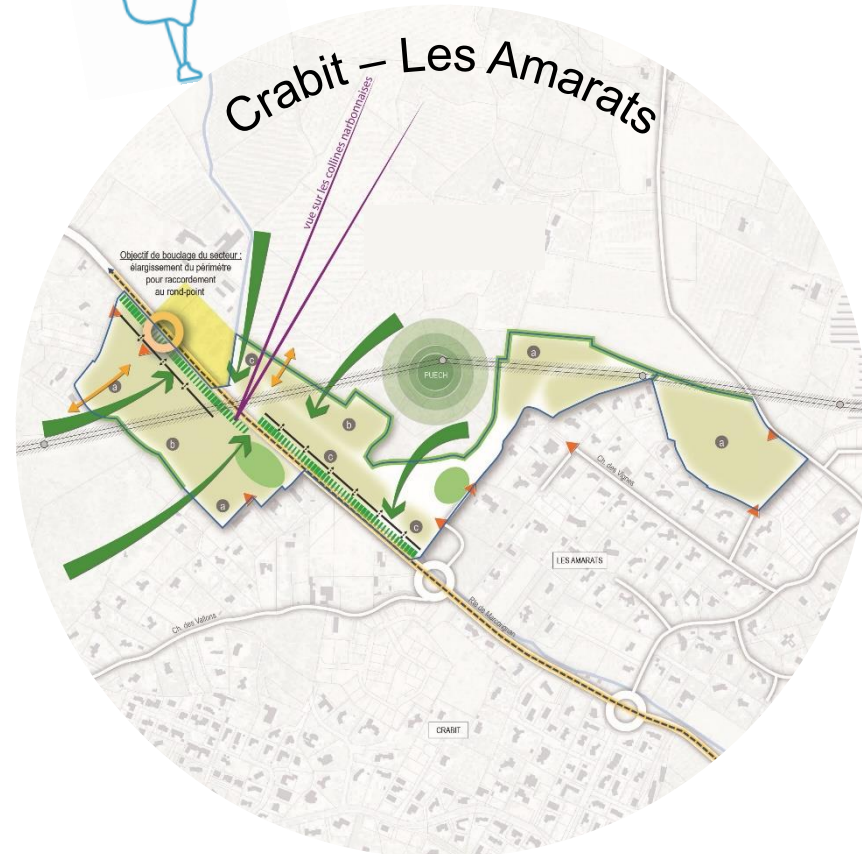 Crabit – Les Amarats
vue sur les collines narbonnaises
Objectif de bouclage du secteur :
élargissement du périmètre
pour raccordement
au rond-point
PUECH
a
c
a
b
b
a
c
a
c
a
Ch. des Vignes
LES AMARATS
Ch. des Vallons
Rte de Marcorignan
CRABIT